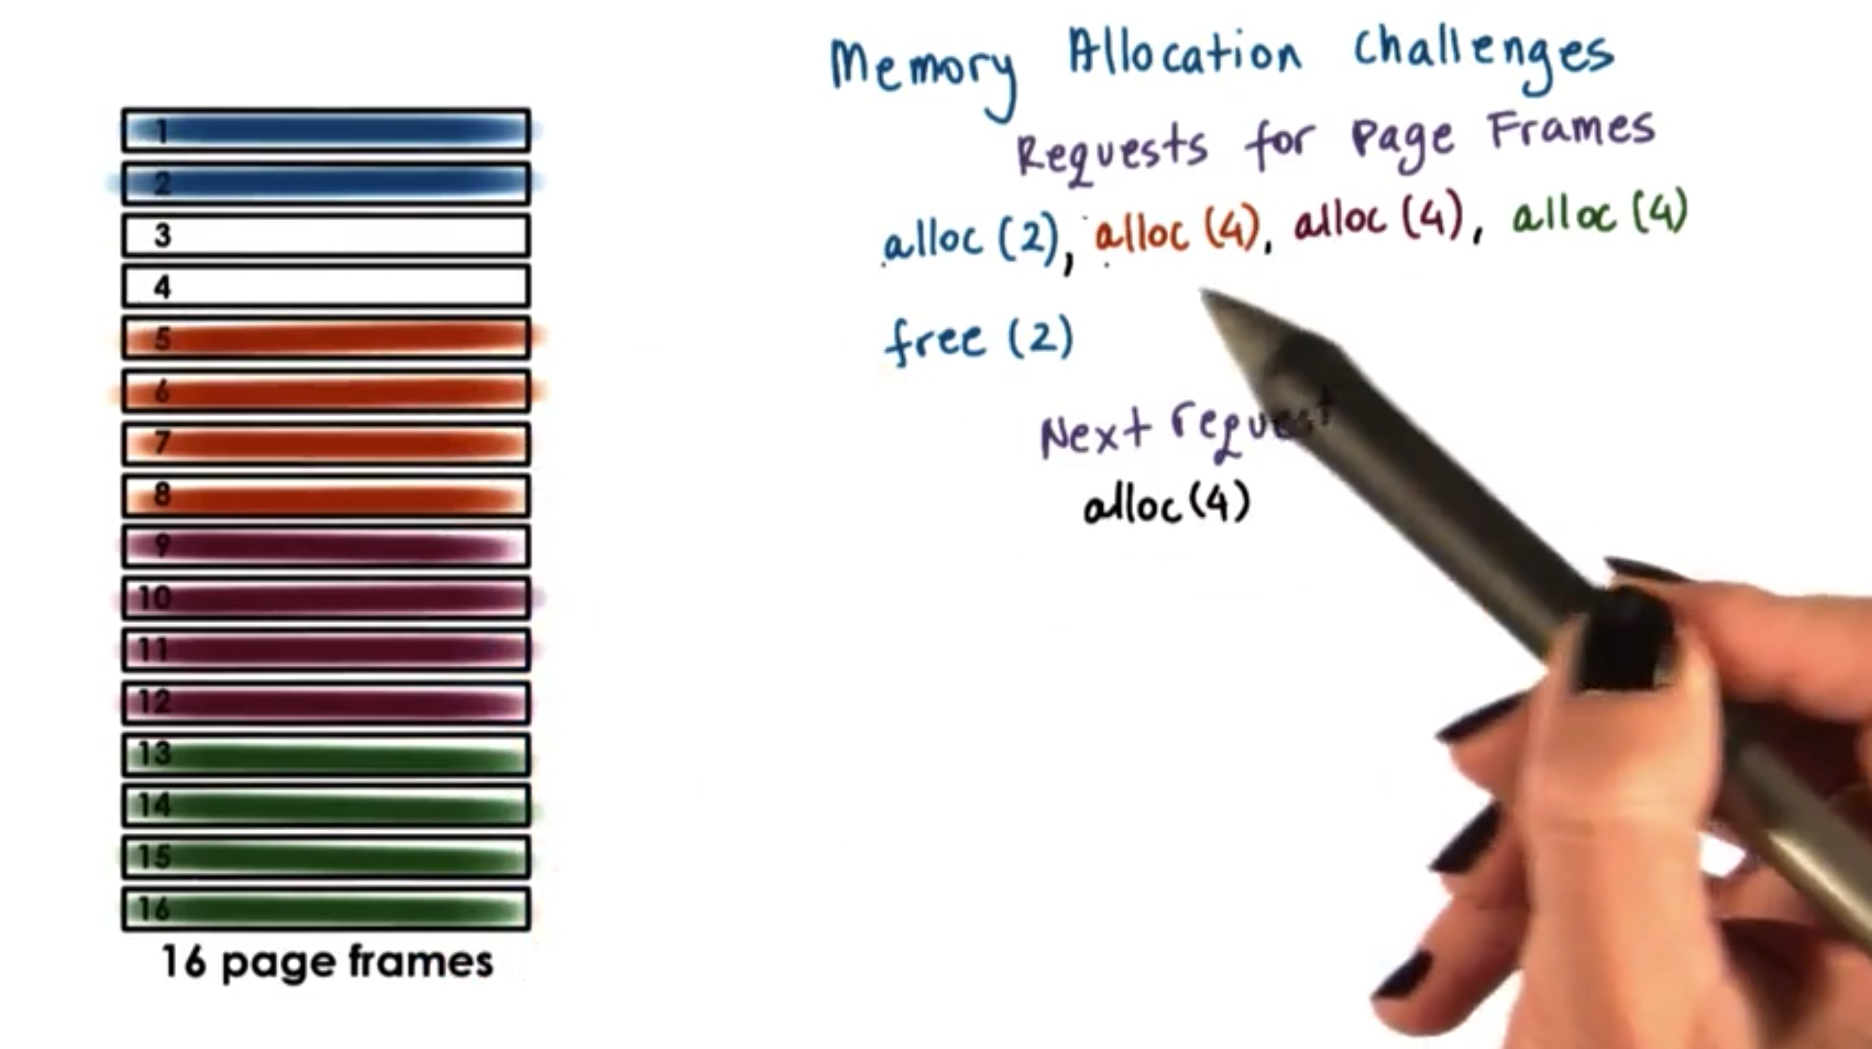 Memory Allocation Challenges
Requests for Page Frames
alloc (2), alloc (4), alloc (4), alloc (4)
free (2)
Next request
alloc (4)
1
2
3
4
5
6
7
8
9
10
11
12
13
14
15
16
16 page frames